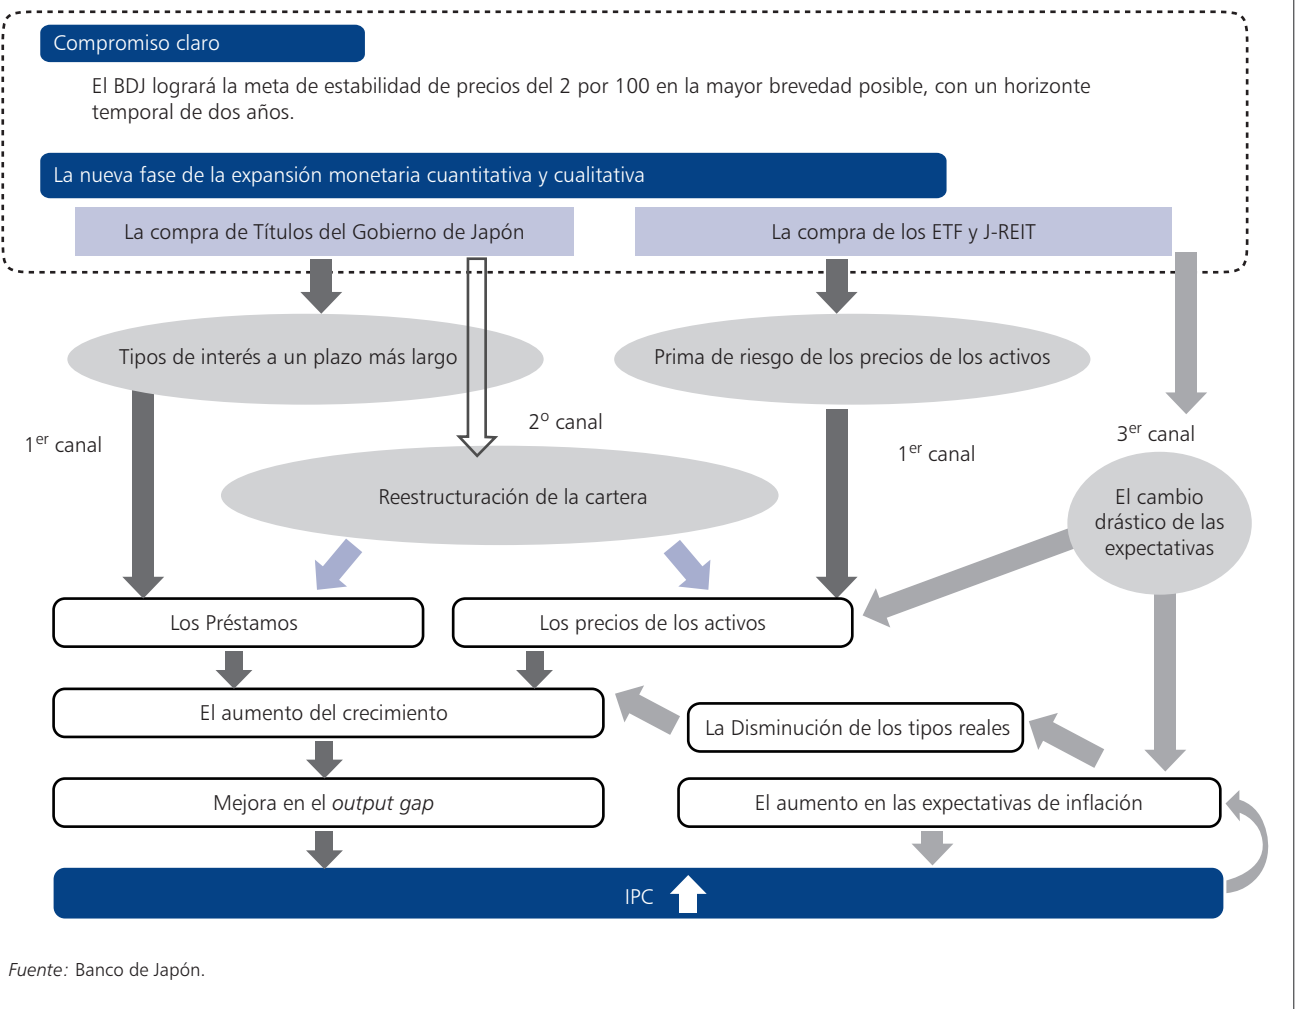 Compromiso claro
El BDJ logrará la meta de estabilidad de precios del 2 por 100 en la mayor brevedad posible, con un horizonte
temporal de dos años.
La nueva fase de la expansión monetaria cuantitativa y cualitativa
La compra de Títulos del Gobierno de Japón
La compra de los ETF y J-REIT
Tipos de interés a un plazo más largo
Prima de riesgo de los precios de los activos
1er canal
2o canal
1er canal
3er canal
Reestructuración de la cartera
El cambio
drástico de las
expectativas
Los Préstamos
Los precios de los activos
El aumento del crecimiento
La Disminución de los tipos reales
Mejora en el output gap
El aumento en las expectativas de inflación
IPC
Fuente: Banco de Japón.